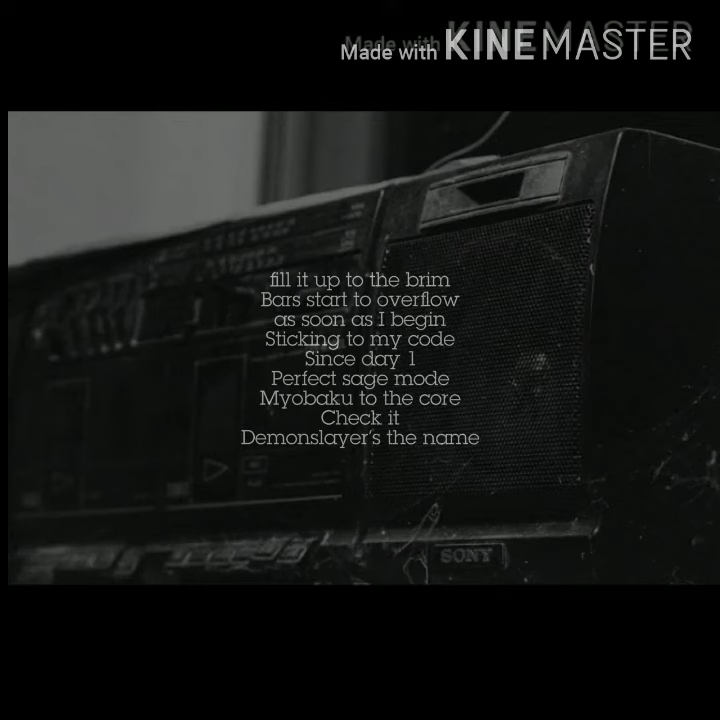 Made with KINEMASTER
fill it up to the brim
Bars start to overflow
as soon as I begin
Sticking to my code
Since day 1
Perfect sage mode
Myobaku to the core
Check it
Demonslayer's the name
SONY